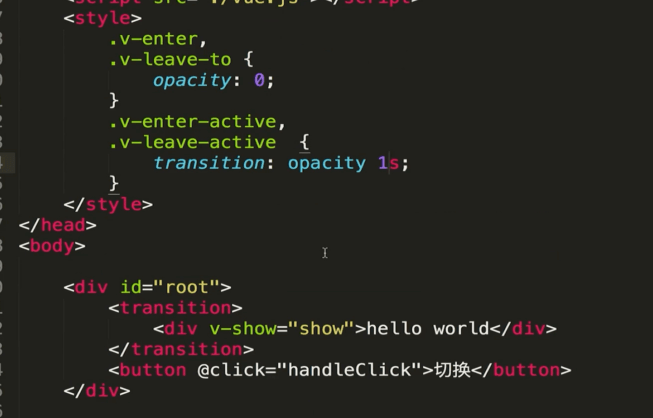 <script src="./vue.js"></script>
<style>
.v-enter,
.v-leave-to {
opacity: 0;
}
.v-enter-active,
.v-leave-active {
transition: opacity 1s;
}
</style>
</head>
<body>
<div id="root">
<transition>
<div v-show="show">hello world</div>
</transition>
<button @click="handleClick">切换</button>
</div>